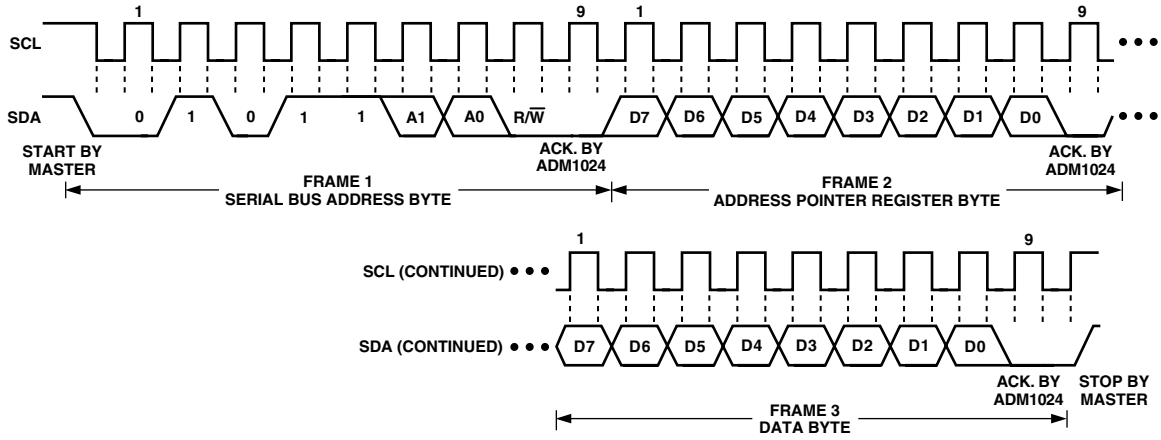 1 9 1 9
SCL
SDA 0 1 0 1 1 A1 A0 R/W̅ D7 D6 D5 D4 D3 D2 D1 D0
START BY
MASTER
ACK. BY
ADM1024
ACK. BY
ADM1024
FRAME 1
SERIAL BUS ADDRESS BYTE
FRAME 2
ADDRESS POINTER REGISTER BYTE
1 9
SCL (CONTINUED)
SDA (CONTINUED) D7 D6 D5 D4 D3 D2 D1 D0
ACK. BY
ADM1024
STOP BY
MASTER
FRAME 3
DATA BYTE